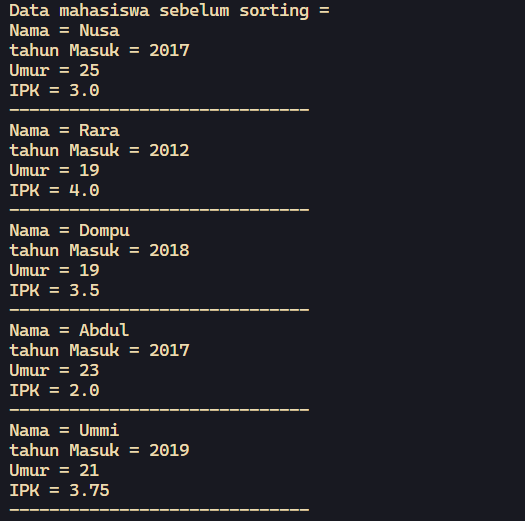 Data mahasiswa sebelum sorting =
Nama = Nusa
tahun Masuk = 2017
Umur = 25
IPK = 3.0
------------------------------
Nama = Rara
tahun Masuk = 2012
Umur = 19
IPK = 4.0
------------------------------
Nama = Dompu
tahun Masuk = 2018
Umur = 19
IPK = 3.5
------------------------------
Nama = Abdul
tahun Masuk = 2017
Umur = 23
IPK = 2.0
------------------------------
Nama = Ummi
tahun Masuk = 2019
Umur = 21
IPK = 3.75
------------------------------